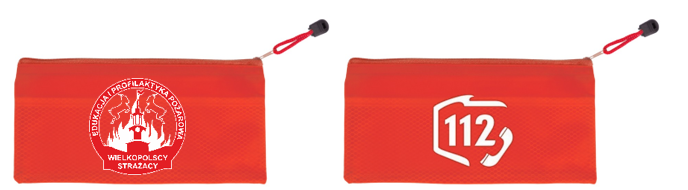 EDUKACJA I PROFILAKTYKA POŻAROWA
WIELKOPOLSCY
STRAŻACY
112